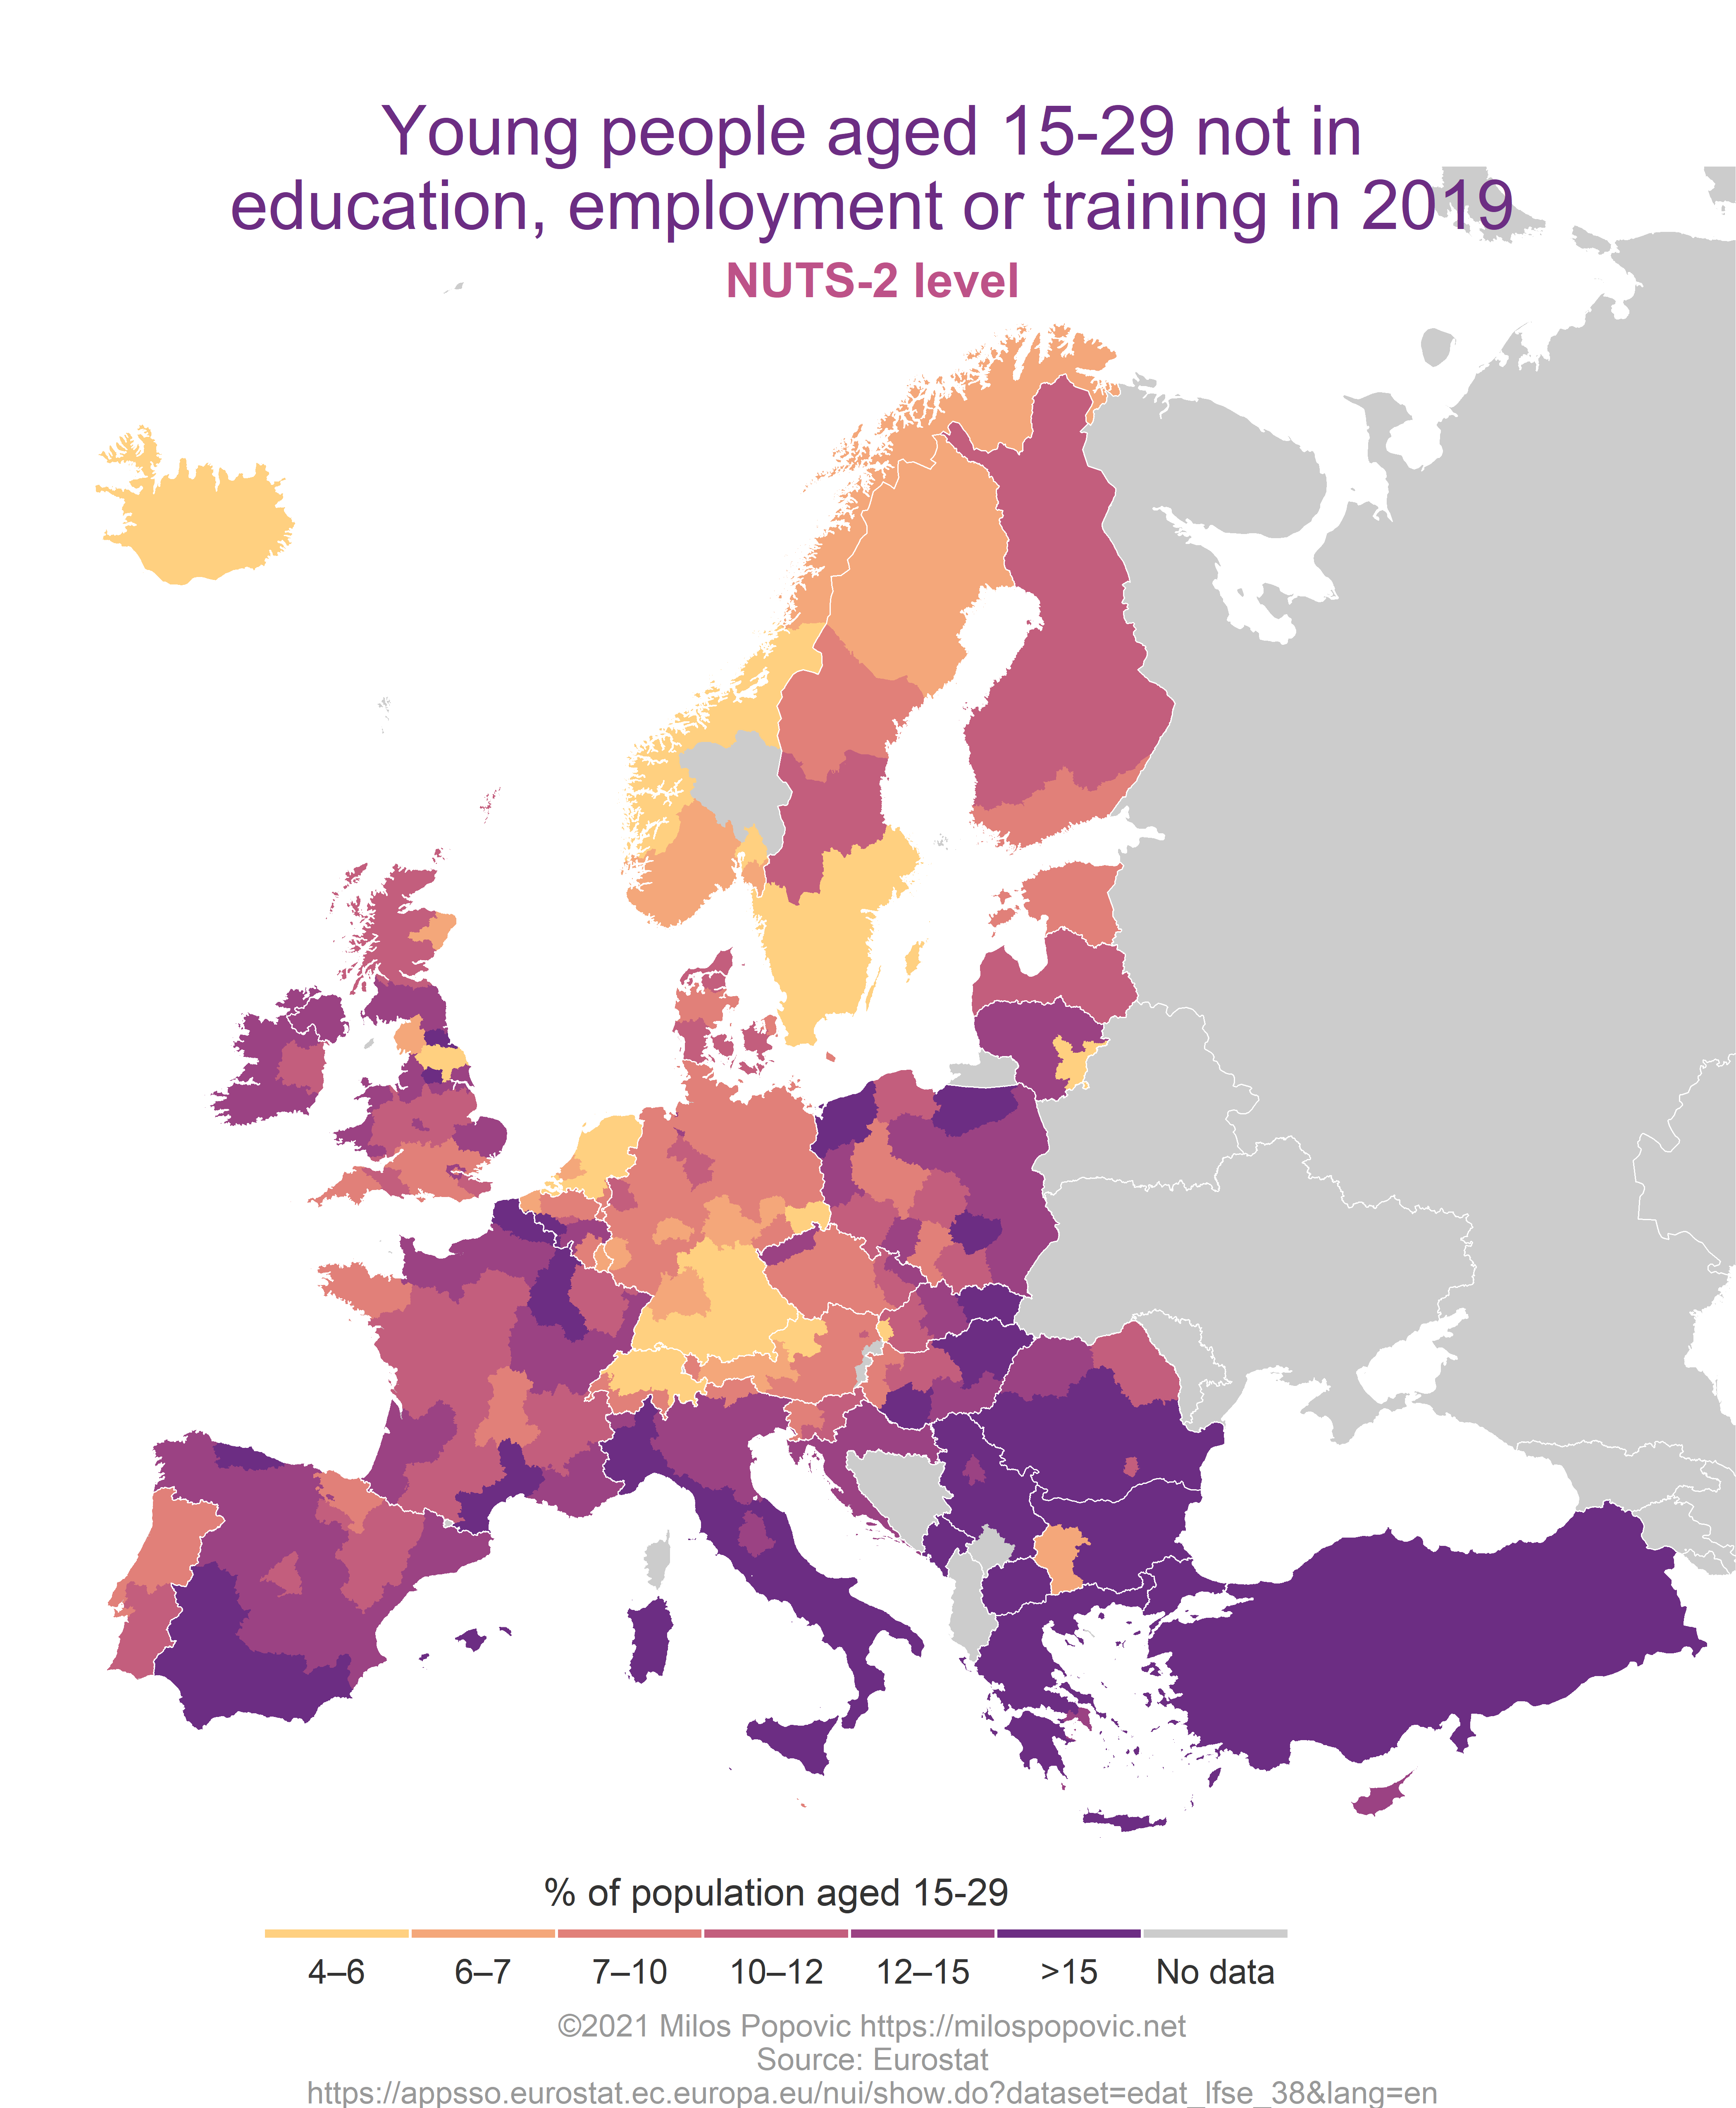 Young people aged 15-29 not in
education, employment or training in 2019
NUTS-2 level
% of population aged 15-29
4–6 6–7 7–10 10–12 12–15 >15 No data
©2021 Milos Popovic https://milospopovic.net
Source: Eurostat
https://appsso.eurostat.ec.europa.eu/nui/show.do?dataset=edat_lfse_38&lang=en